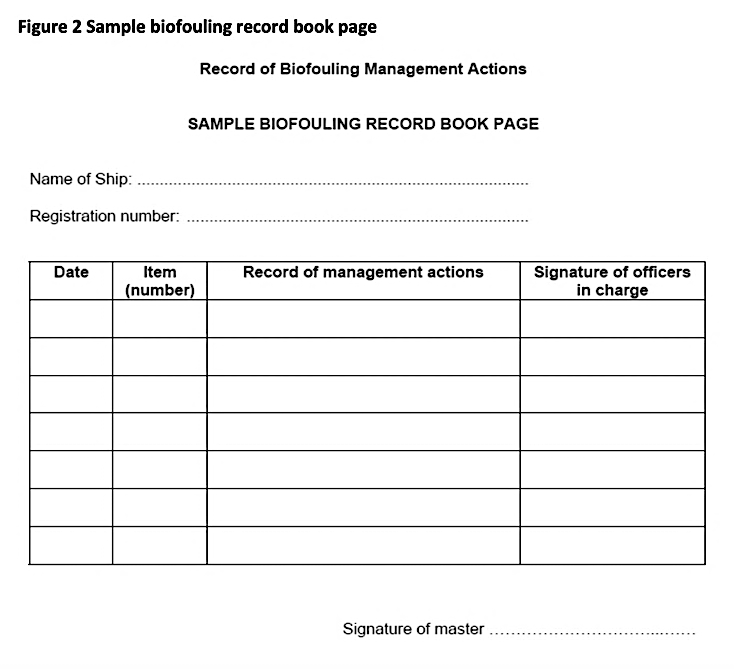 Figure 2 Sample biofouling record book page
Record of Biofouling Management Actions
SAMPLE BIOFOULING RECORD BOOK PAGE
Name of Ship: ................................................................................
Registration number: ......................................................................
Date Item (number) Record of management actions Signature of officers in charge
Signature of master ..........................................